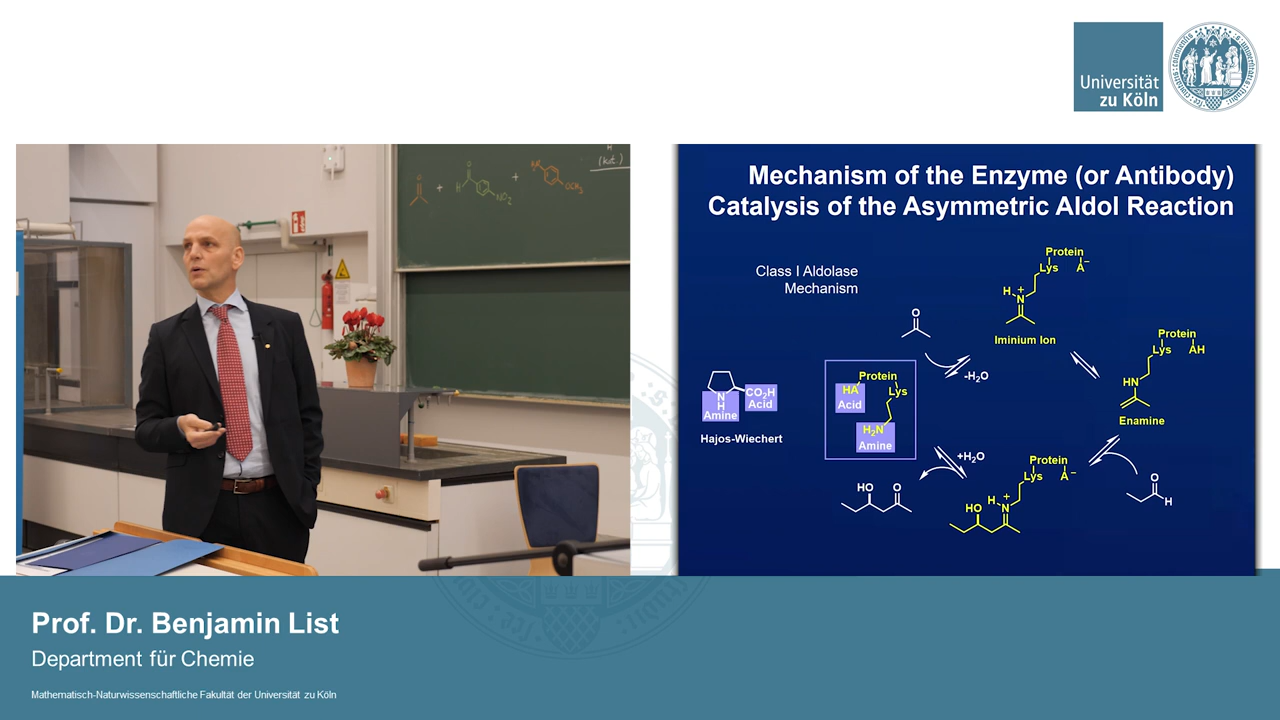 Universität
zu Köln
(kat.)
O
H
O
NO2
OCH3
+
+
Mechanism of the Enzyme (or Antibody)
Catalysis of the Asymmetric Aldol Reaction
Class I Aldolase
Mechanism
Protein
Lys
A−
H
+
N
Iminium Ion
O
-H2O
Protein
Lys
AH
HN
Enamine
Protein
HA
Acid
Lys
H2N
Amine
N
H
Amine
CO2H
Acid
Hajos-Wiechert
+H2O
HO
O
Protein
Lys
A−
H
+
N
HO
O
H
Prof. Dr. Benjamin List
Department für Chemie
Mathematisch-Naturwissenschaftliche Fakultät der Universität zu Köln